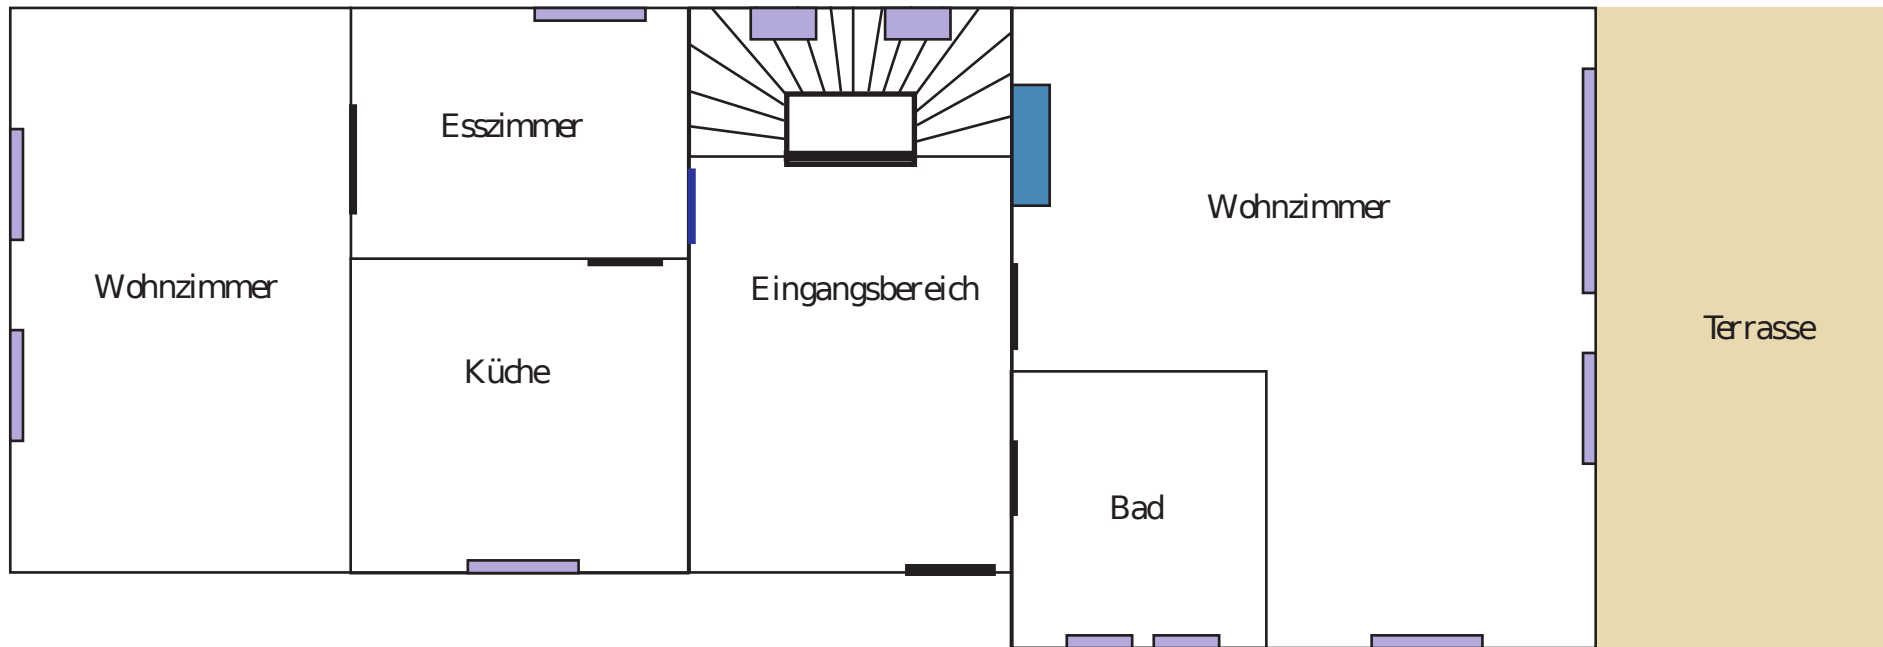 Esszimmer
Wohnzimmer
Wohnzimmer
Eingangsbereich
Terrasse
Küche
Bad